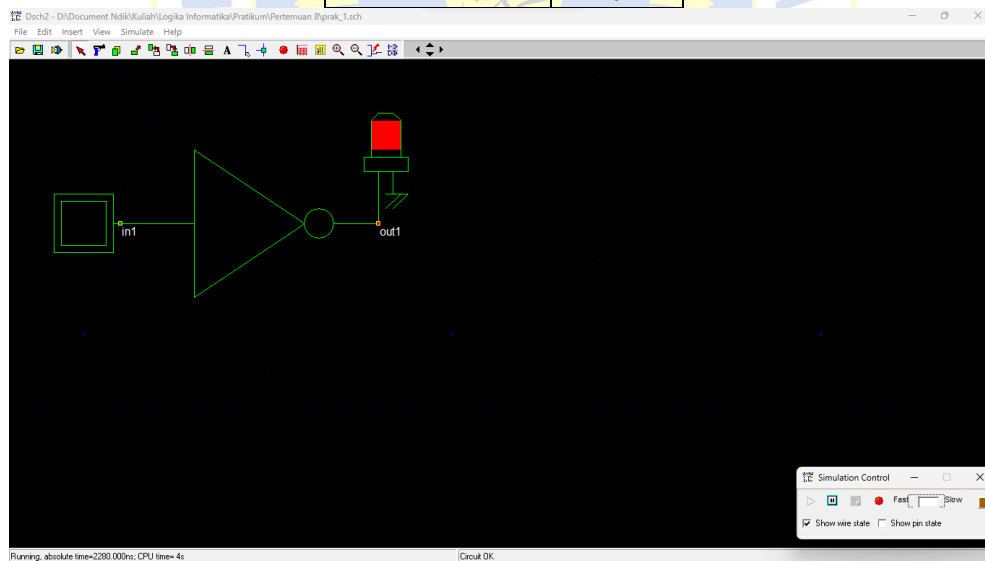 Dsch2 - D:\Document Ndik\Kuliah\Logika Informatika\Pratikum\Pertemuan 8\prak_1.sch
File Edit Insert View Simulate Help
A
in1
out1
Simulation Control
Fast Slow
Show wire state Show pin state
Running, absolute time=2280.000ns; CPU time= 4s Circuit OK